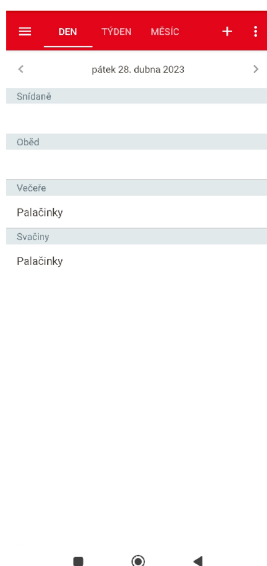 DEN TÝDEN MĚSÍC
pátek 28. dubna 2023
Snídaně
Oběd
Večeře
Palačinky
Svačiny
Palačinky